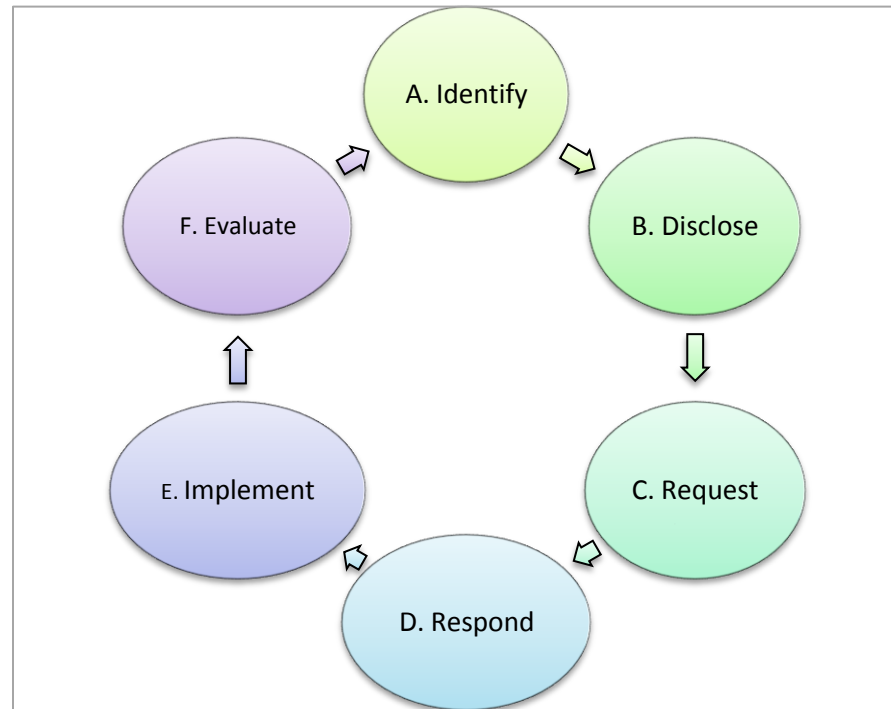 A. Identify
B. Disclose
C. Request
D. Respond
E. Implement
F. Evaluate